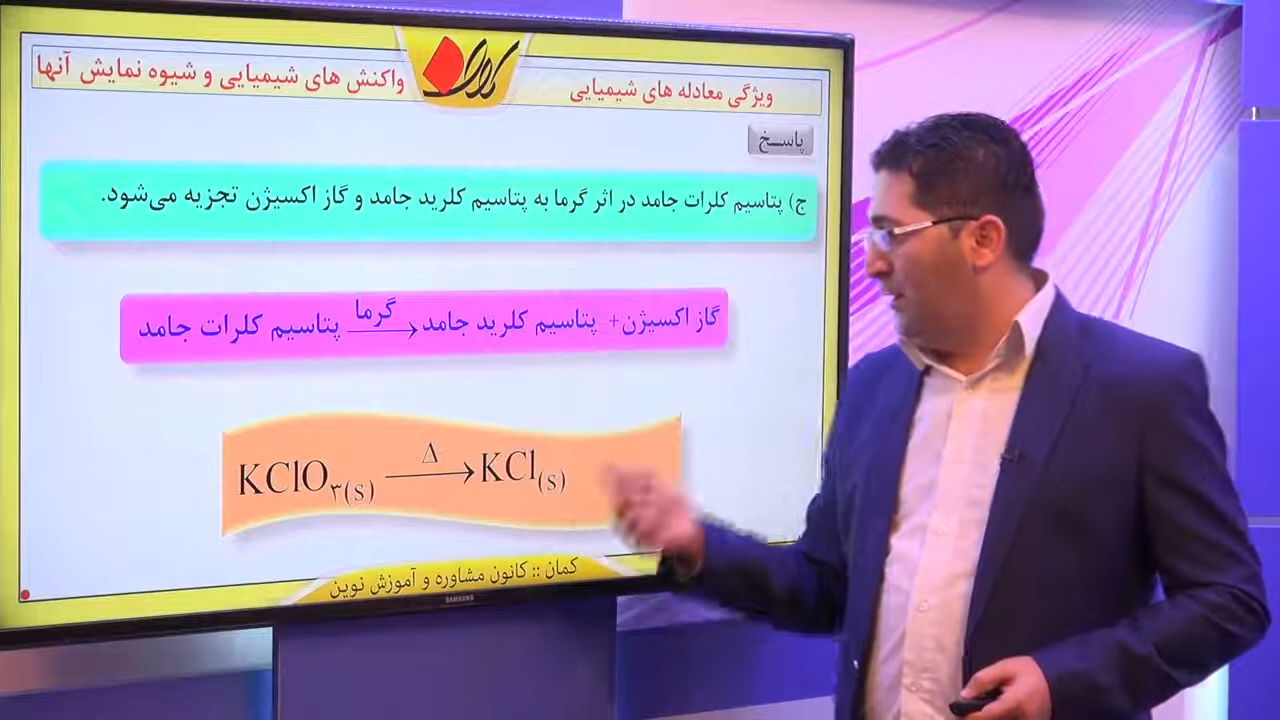 ویژگی معادله های شیمیایی
کمان
واکنش های شیمیایی و شیوه نمایش آنها
پاسخ
ج) پتاسیم کلرات جامد در اثر گرما به پتاسیم کلرید جامد و گاز اکسیژن تجزیه می‌شود.
گاز اکسیژن+ پتاسیم کلرید جامد ⟶ گرما پتاسیم کلرات جامد
KClO۳(s) ⟶ Δ KCl(s)
کمان :: کانون مشاوره و آموزش نوین
SAMSUNG